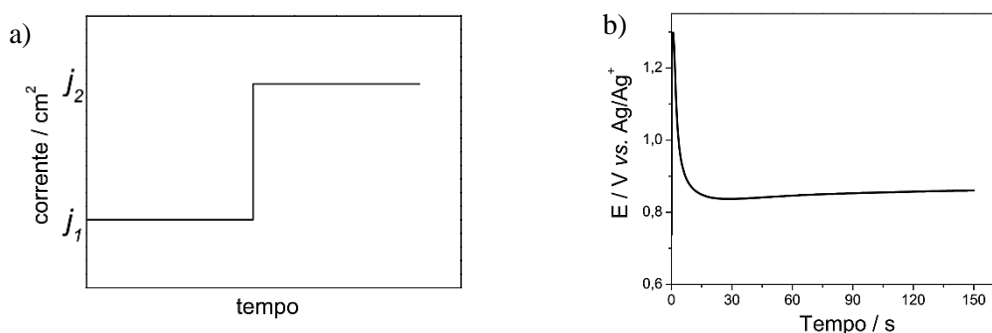 a)
j2
j1
corrente / cm²
tempo
b)
1,2
1,0
0,8
0,6
E / V vs. Ag/Ag⁺
0 30 60 90 120 150
Tempo / s